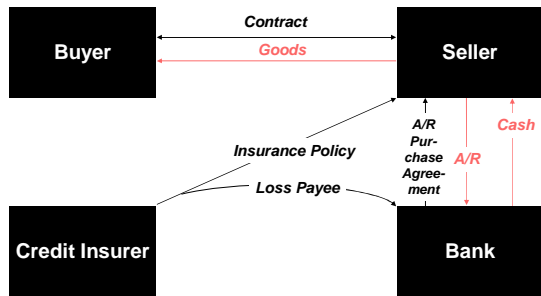 Contract
Buyer
Goods
Seller
A/R
Pur-
chase
Agree-
ment
A/R
Cash
Insurance Policy
Loss Payee
Credit Insurer
Bank